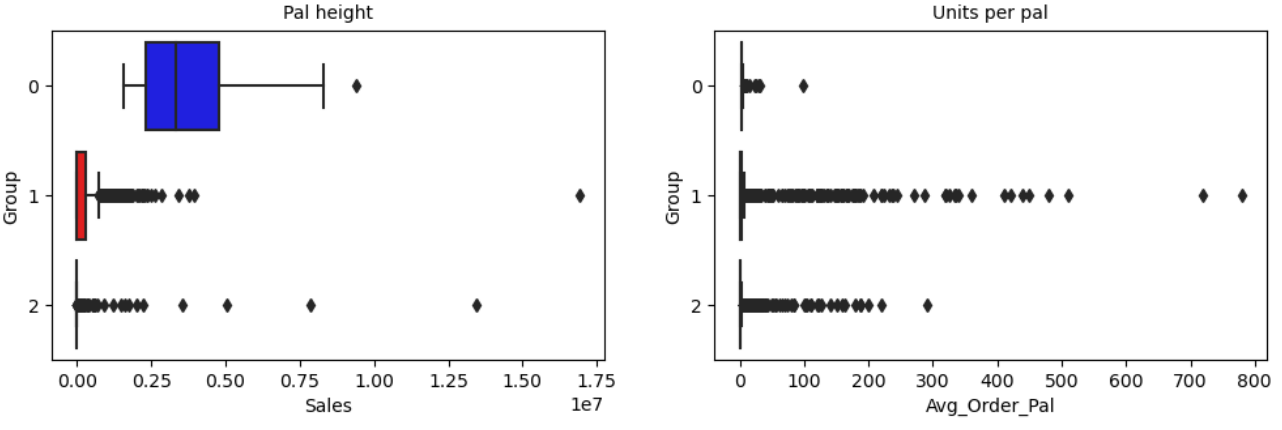 Pal height
Group
0
1
2
0.00 0.25 0.50 0.75 1.00 1.25 1.50 1.75
1e7
Sales
Units per pal
Group
0
1
2
0 100 200 300 400 500 600 700 800
Avg_Order_Pal